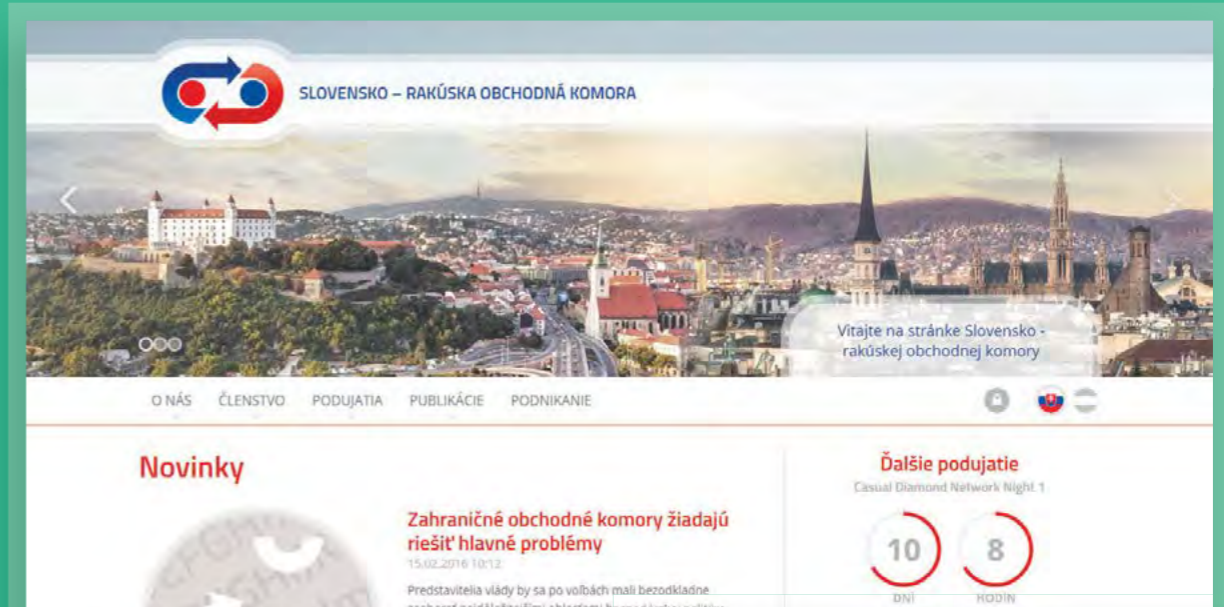 SLOVENSKO – RAKÚSKA OBCHODNÁ KOMORA
Vitajte na stránke Slovensko -
rakúskej obchodnej komory
O NÁS ČLENSTVO PODUJATIA PUBLIKÁCIE PODNIKANIE
Novinky
Zahraničné obchodné komory žiadajú
riešiť hlavné problémy
15.02.2016 10:12
Predstavitelia vlády by sa po voľbách mali bezodkladne
Ďalšie podujatie
Casual Diamond Network Night 1
10 8
DNÍ HODÍN